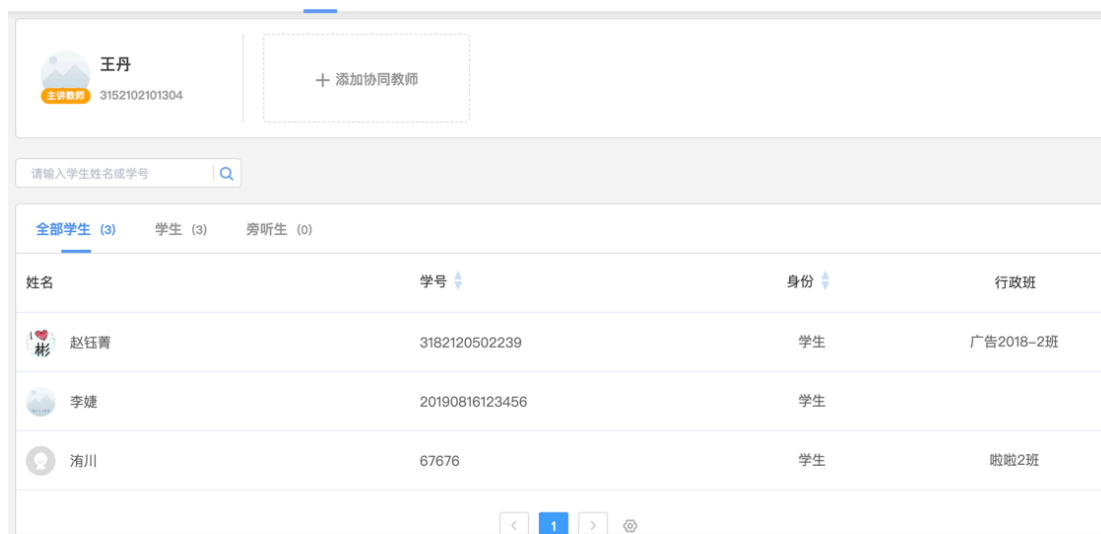 王丹
主讲教师 3152102101304
添加协同教师
请输入学生姓名或学号
全部学生 (3) 学生 (3) 旁听生 (0)
姓名 学号 身份 行政班
赵钰菁 3182120502239 学生 广告2018-2班
李婕 20190816123456 学生
洧川 67676 学生 啦啦2班
1